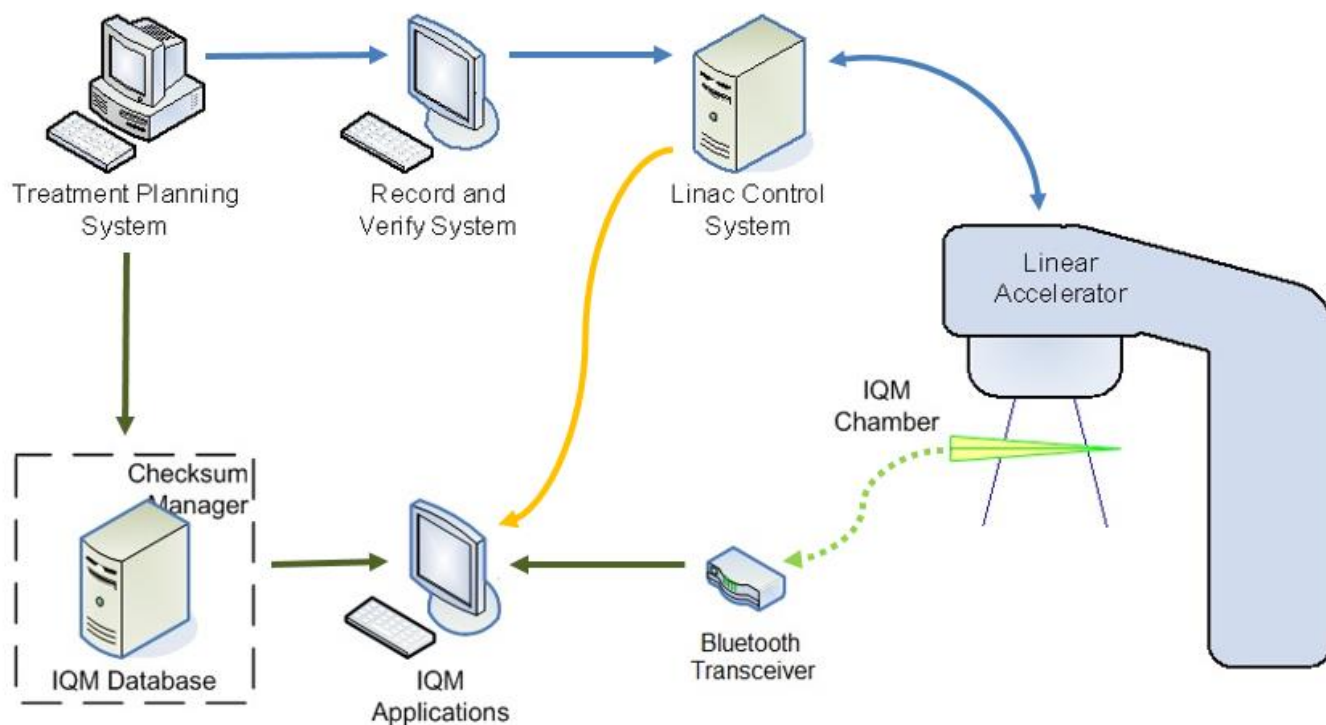 Treatment Planning
System
Record and
Verify System
Linac Control
System
Linear
Accelerator
IQM
Chamber
Checksum
Manager
IQM Database
IQM
Applications
Bluetooth
Transceiver